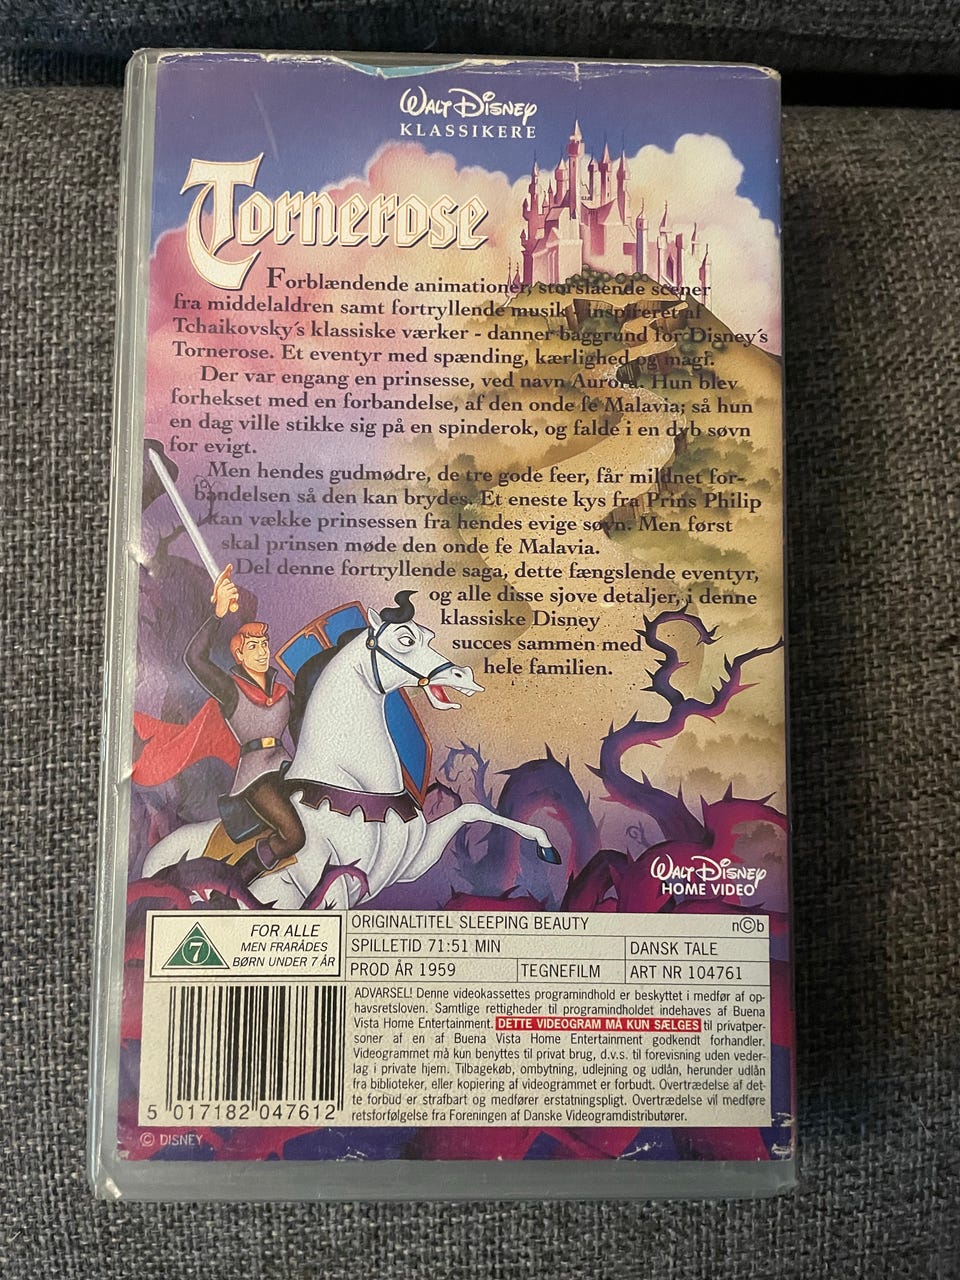 WALT DISNEY
KLASSIKERE
Tornerose
Forblændende animationer, storslående scener
fra middelaldren samt fortryllende musik - inspireret af
Tchaikovsky's klassiske værker - danner baggrund for Disney's
Tornerose. Et eventyr med spænding, kærlighed og magi.
Der var engang en prinsesse, ved navn Aurora. Hun blev
forhekset med en forbandelse, af den onde fe Malavia; så hun
en dag ville stikke sig på en spinderok, og falde i en dyb søvn
for evigt.
Men hendes gudmødre, de tre gode feer, får mildnet for-
bandelsen så den kan brydes. Et eneste kys fra Prins Philip
kan vække prinsessen fra hendes evige søvn. Men først
skal prinsen møde den onde fe Malavia.
Del denne fortryllende saga, dette fængslende eventyr,
og alle disse sjove detaljer, i denne
klassiske Disney
succes sammen med
hele familien.
WALT DISNEY
HOME VIDEO
7
FOR ALLE
MEN FRARÅDES
BØRN UNDER 7 ÅR
ORIGINALTITEL SLEEPING BEAUTY n©b
SPILLETID 71:51 MIN DANSK TALE
PROD ÅR 1959 TEGNEFILM ART NR 104761
ADVARSEL! Denne videokassettes programindhold er beskyttet i medfør af op-
havsretsloven. Samtlige rettigheder til programindholdet indehaves af Buena
Vista Home Entertainment. DETTE VIDEOGRAM MÅ KUN SÆLGES til privatper-
soner af en af Buena Vista Home Entertainment godkendt forhandler.
Videogrammet må kun benyttes til privat brug, d.v.s. til forevisning uden veder-
lag i private hjem. Tilbagekøb, ombytning, udlejning og udlån, herunder udlån
fra biblioteker, eller kopiering af videogrammet er forbudt. Overtrædelse af det-
te forbud er strafbart og medfører erstatningspligt. Overtrædelse vil medføre
retsforfølgelse fra Foreningen af Danske Videogramdistributører.
5 017182 047612
© DISNEY